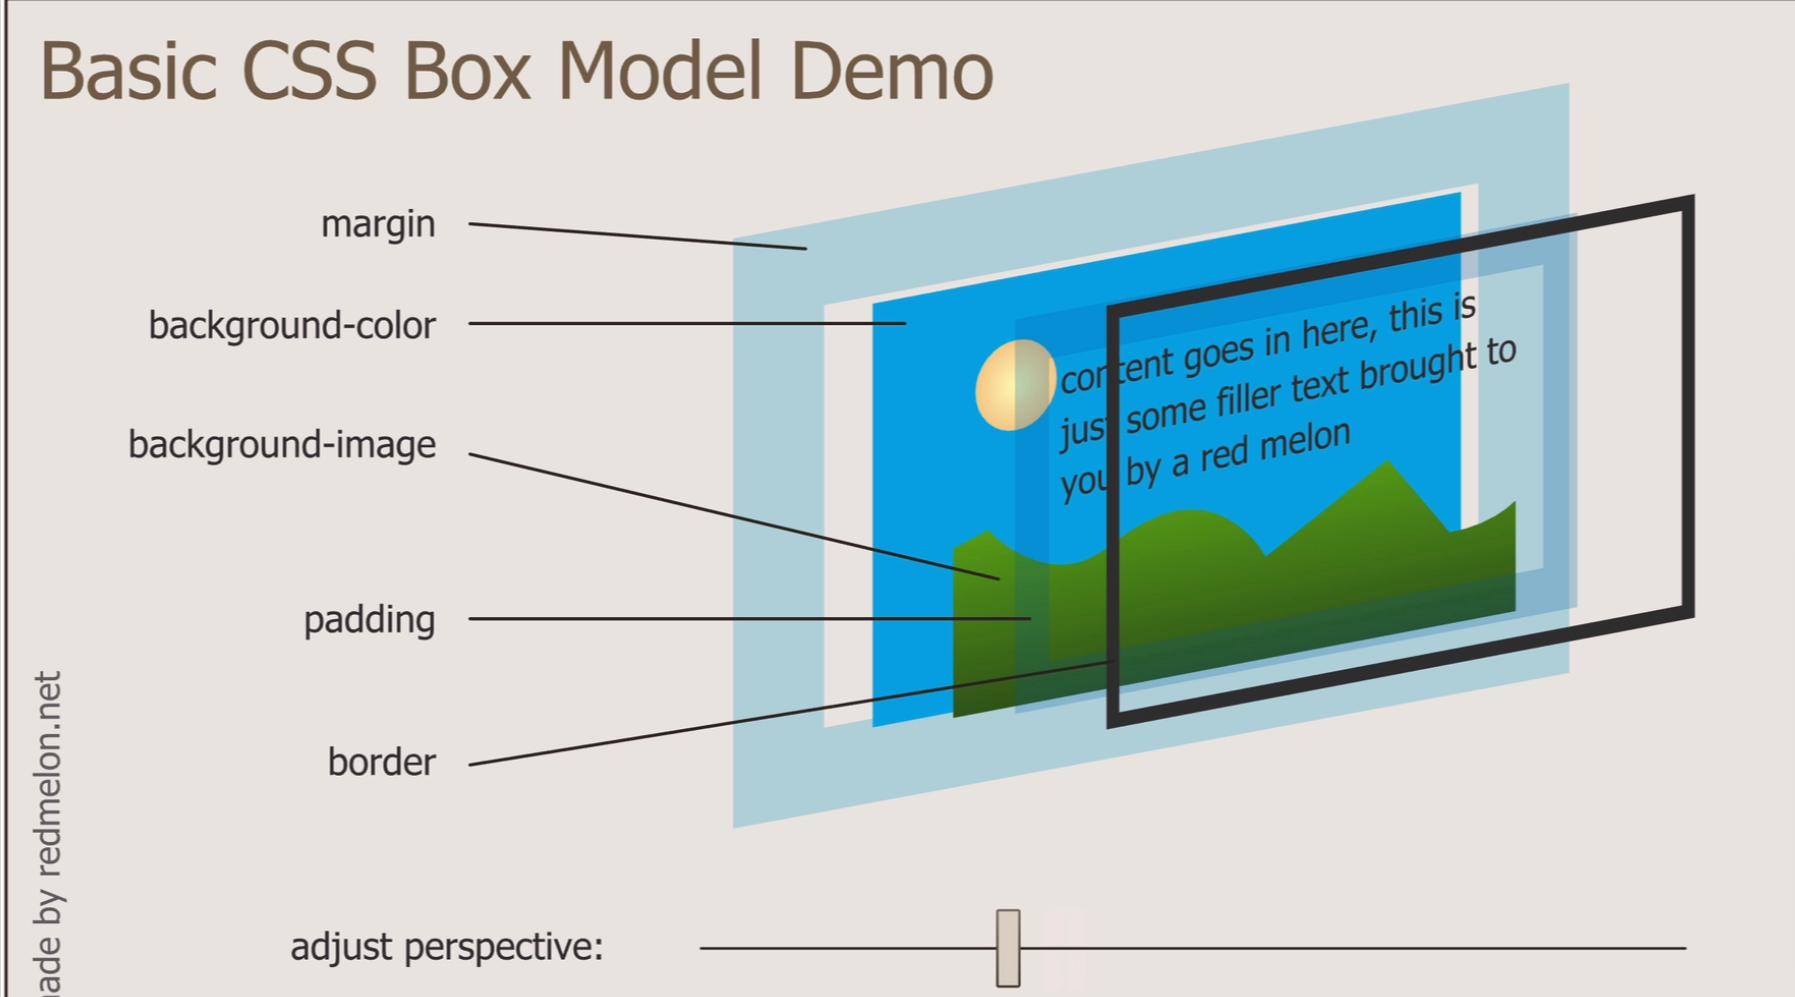 Basic CSS Box Model Demo
margin
background-color
background-image
padding
border
content goes in here, this is
just some filler text brought to
you by a red melon
adjust perspective:
by redmelon.net